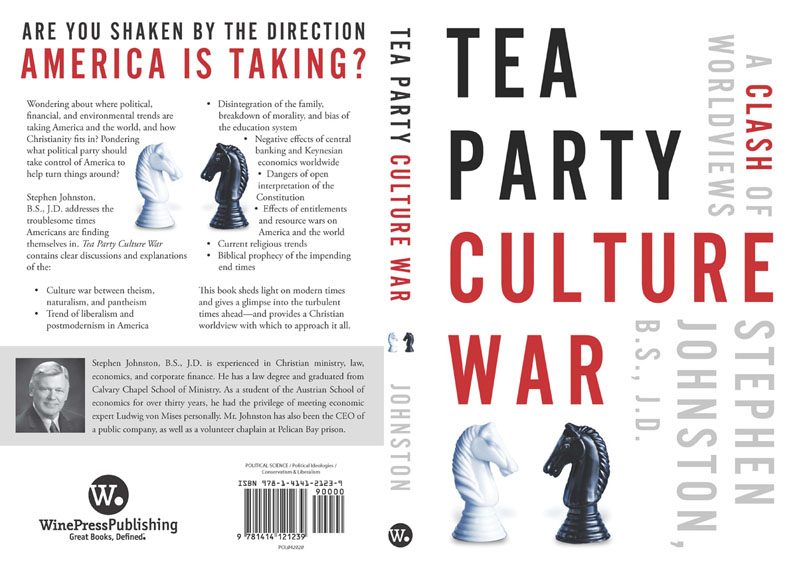 ARE YOU SHAKEN BY THE DIRECTION
AMERICA IS TAKING?
Wondering about where political,
financial, and environmental trends are
taking America and the world, and how
Christianity fits in? Pondering
what political party should
take control of America to
help turn things around?
Stephen Johnston,
B.S., J.D. addresses the
troublesome times
Americans are finding
themselves in. Tea Party Culture War
contains clear discussions and explanations
of the:
• Culture war between theism,
naturalism, and pantheism
• Trend of liberalism and
postmodernism in America
• Disintegration of the family,
breakdown of morality, and bias of
the education system
• Negative effects of central
banking and Keynesian
economics worldwide
• Dangers of open
interpretation of the
Constitution
• Effects of entitlements
and resource wars on
America and the world
• Current religious trends
• Biblical prophecy of the impending
end times
This book sheds light on modern times
and gives a glimpse into the turbulent
times ahead—and provides a Christian
worldview with which to approach it all.
Stephen Johnston, B.S., J.D. is experienced in Christian ministry, law,
economics, and corporate finance. He has a law degree and graduated from
Calvary Chapel School of Ministry. As a student of the Austrian School of
economics for over thirty years, he had the privilege of meeting economic
expert Ludwig von Mises personally. Mr. Johnston has also been the CEO of
a public company, as well as a volunteer chaplain at Pelican Bay prison.
W.
WinePressPublishing
Great Books, Defined.
POLITICAL SCIENCE / Political Ideologies /
Conservatism & Liberalism
ISBN 978-1-4141-2123-9
90000
9 781414 121239
POUM2020
TEA PARTY CULTURE WAR
JOHNSTON
W.
TEA
PARTY
CULTURE
WAR
A CLASH OF
WORLDVIEWS
STEPHEN
JOHNSTON,
B.S., J.D.